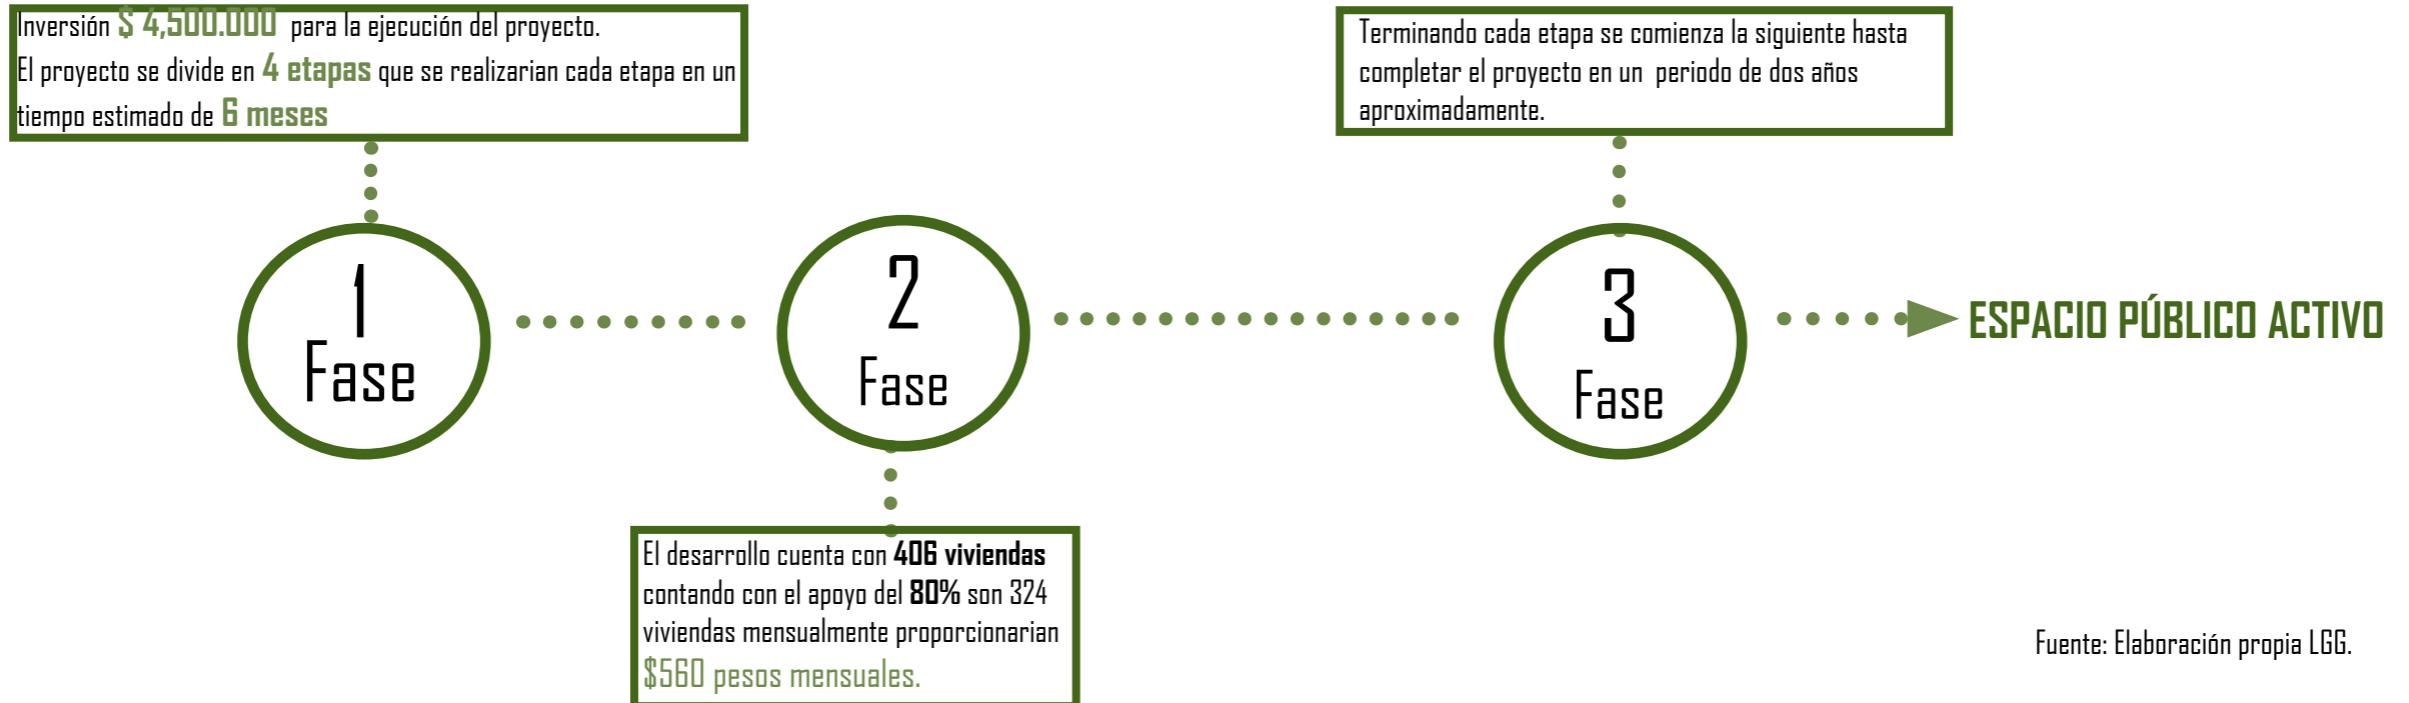 Inversión $ 4,500.000 para la ejecución del proyecto.
El proyecto se divide en 4 etapas que se realizarian cada etapa en un
tiempo estimado de 6 meses
Terminando cada etapa se comienza la siguiente hasta
completar el proyecto en un periodo de dos años
aproximadamente.
1
Fase
2
Fase
3
Fase
ESPACIO PÚBLICO ACTIVO
El desarrollo cuenta con 406 viviendas
contando con el apoyo del 80% son 324
viviendas mensualmente proporcionarian
$560 pesos mensuales.
Fuente: Elaboración propia LGG.